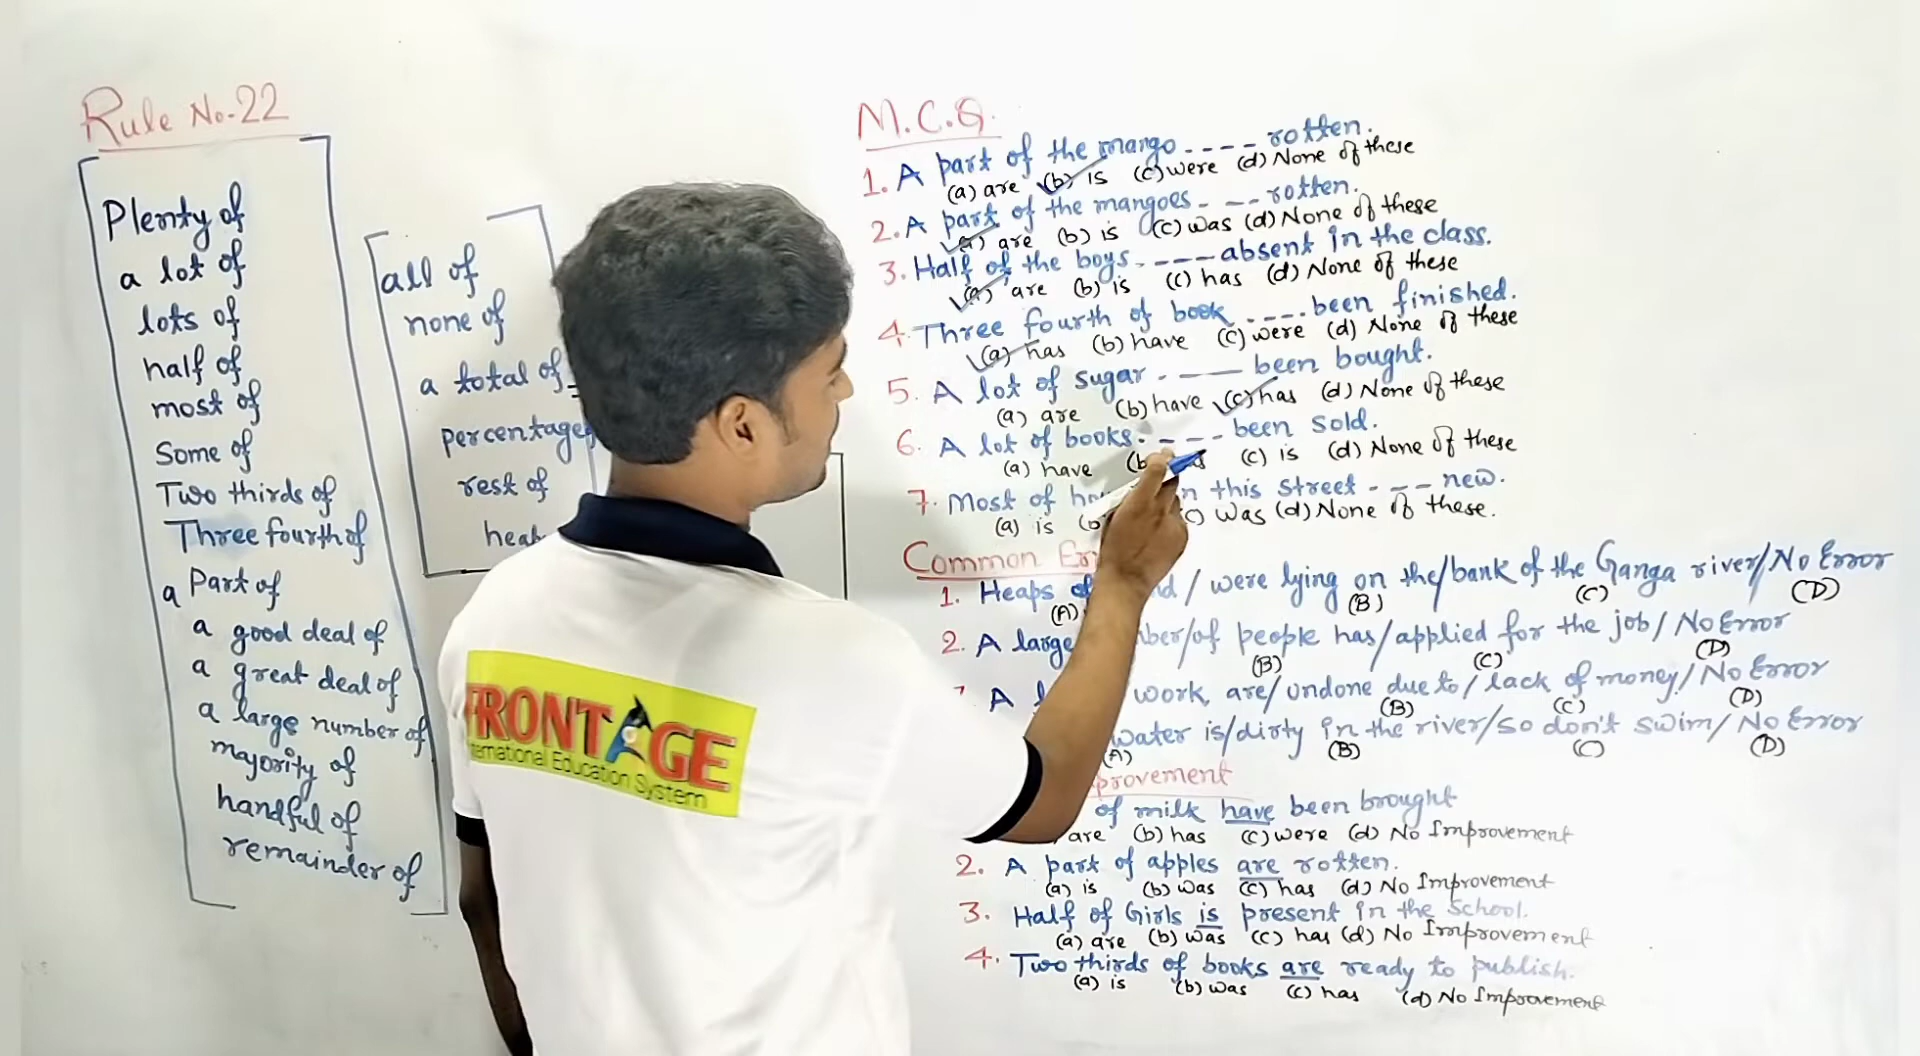 Rule No.22
Plenty of
a lot of
lots of
half of
most of
Some of
Two thirds of
Three fourth of
a Part of
a good deal of
a great deal of
a large number of
majority of
handful of
remainder of
all of
none of
a total of
percentage
rest of
FRONTAGE
International Education System
M.C.Q.
1. A part of the mango ---- rotten.
(a) are (b) is (c) were (d) None of these
2. A part of the mangoes ---- rotten.
(a) are (b) is (c) was (d) None of these
3. Half of the boys ---- absent in the class.
(a) are (b) is (c) has (d) None of these
4. Three fourth of book ---- been finished.
(a) has (b) have (c) were (d) None of these
5. A lot of sugar ---- been bought.
(a) are (b) have (c) has (d) None of these
6. A lot of books ---- been sold.
(a) have (c) is (d) None of these
7. Most of in this street ---- new.
(a) is (c) was (d) None of these.
Common
1. Heaps of / were lying on the/bank of the Ganga river/No Error
(A) (B) (C) (D)
2. A large /of people has/applied for the job/ No Error
(B) (C) (D)
A work, are/undone due to/ lack of money/ No Error
(B) (C) (D)
water is/dirty in the river/so don't swim/ No Error
(A) (B) (C) (D)
provement
of milk have been brought
are (b) has (c) were (d) No Improvement
2. A part of apples are rotten.
(a) is (b) was (c) has (d) No Improvement
3. Half of Girls is present in the school.
(a) are (b) was (c) has (d) No Improvement
4. Two thirds of books are ready to publish.
(a) is (b) was (c) has (d) No Improvement